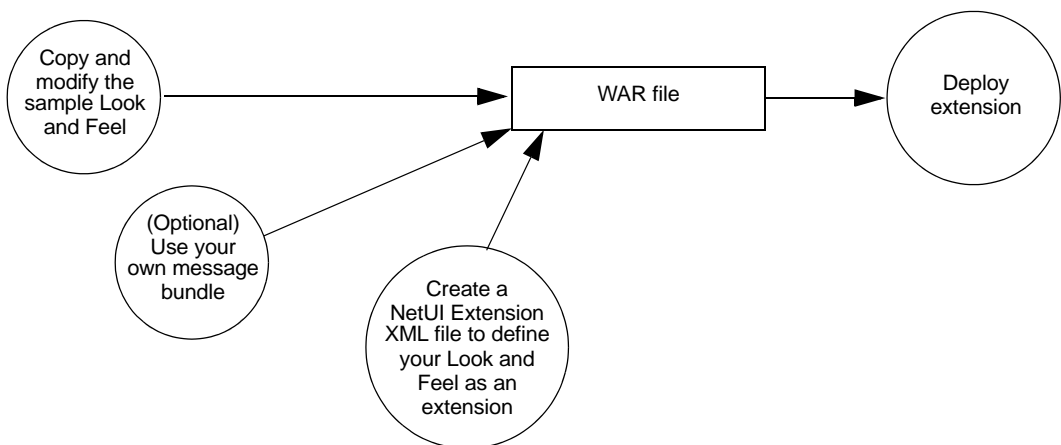 Copy and
modify the
sample Look
and Feel
WAR file
Deploy
extension
(Optional)
Use your
own message
bundle
Create a
NetUI Extension
XML file to define
your Look and
Feel as an
extension